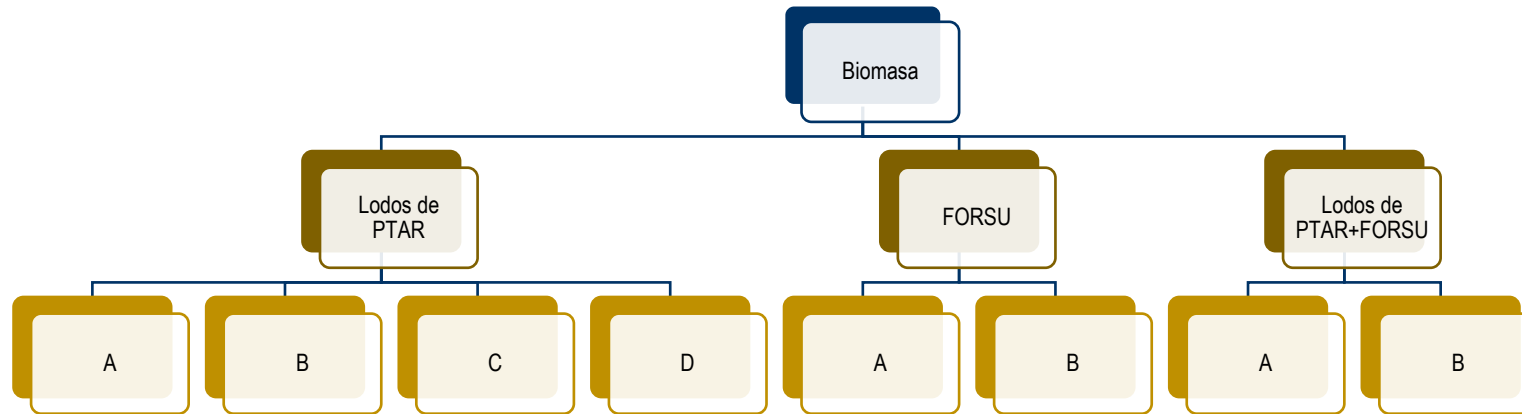 Biomasa
Lodos de
PTAR
FORSU
Lodos de
PTAR+FORSU
A
B
C
D
A
B
A
B